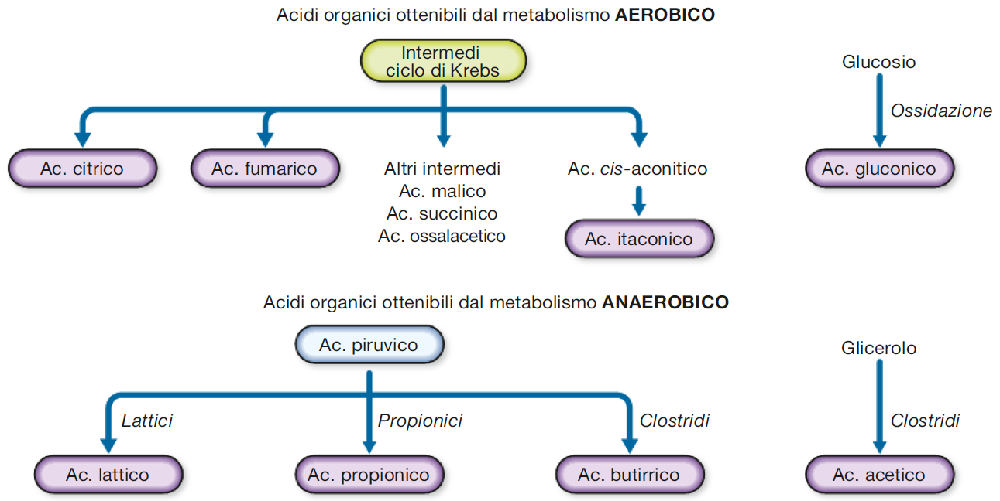 Acidi organici ottenibili dal metabolismo AEROBICO
Intermedi
ciclo di Krebs
Glucosio
Ossidazione
Ac. citrico
Ac. fumarico
Altri intermedi
Ac. malico
Ac. succinico
Ac. ossalacetico
Ac. cis-aconitico
Ac. itaconico
Ac. gluconico
Acidi organici ottenibili dal metabolismo ANAEROBICO
Ac. piruvico
Glicerolo
Lattici
Propionici
Clostridi
Clostridi
Ac. lattico
Ac. propionico
Ac. butirrico
Ac. acetico